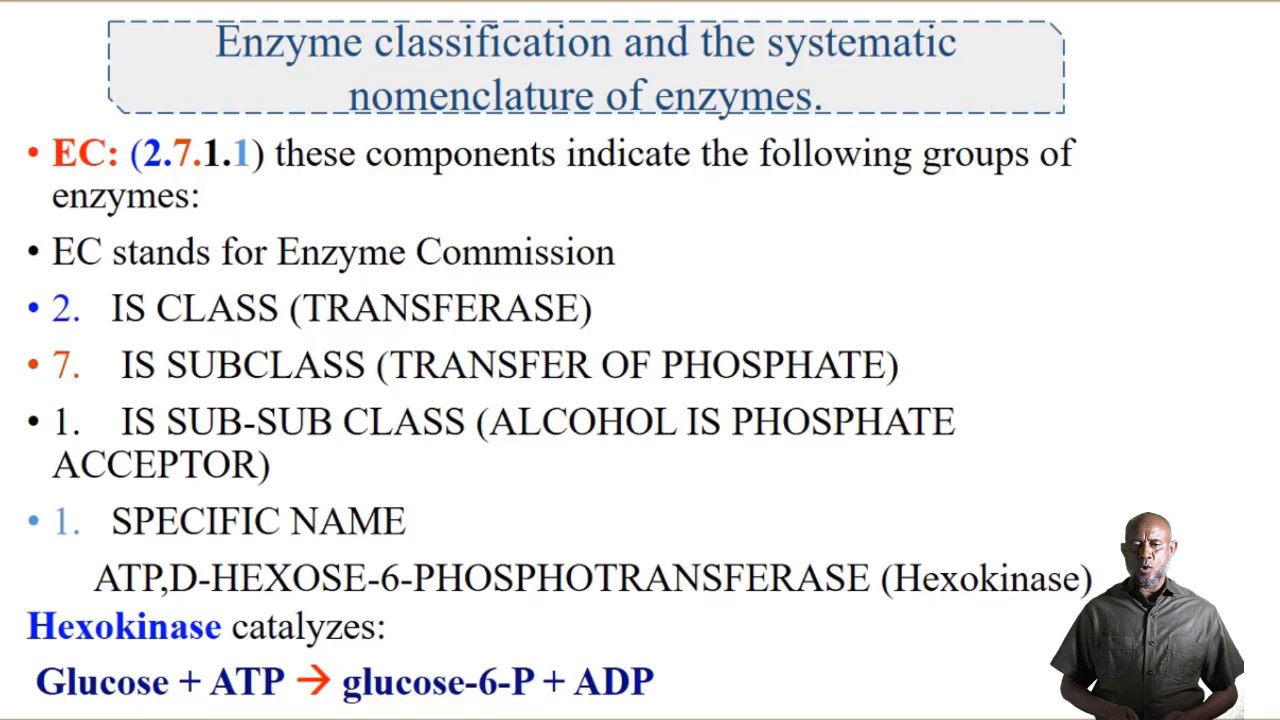 Enzyme classification and the systematic
nomenclature of enzymes.
• EC: (2.7.1.1) these components indicate the following groups of
enzymes:
• EC stands for Enzyme Commission
• 2. IS CLASS (TRANSFERASE)
• 7. IS SUBCLASS (TRANSFER OF PHOSPHATE)
• 1. IS SUB-SUB CLASS (ALCOHOL IS PHOSPHATE
ACCEPTOR)
• 1. SPECIFIC NAME
ATP,D-HEXOSE-6-PHOSPHOTRANSFERASE (Hexokinase)
Hexokinase catalyzes:
Glucose + ATP → glucose-6-P + ADP